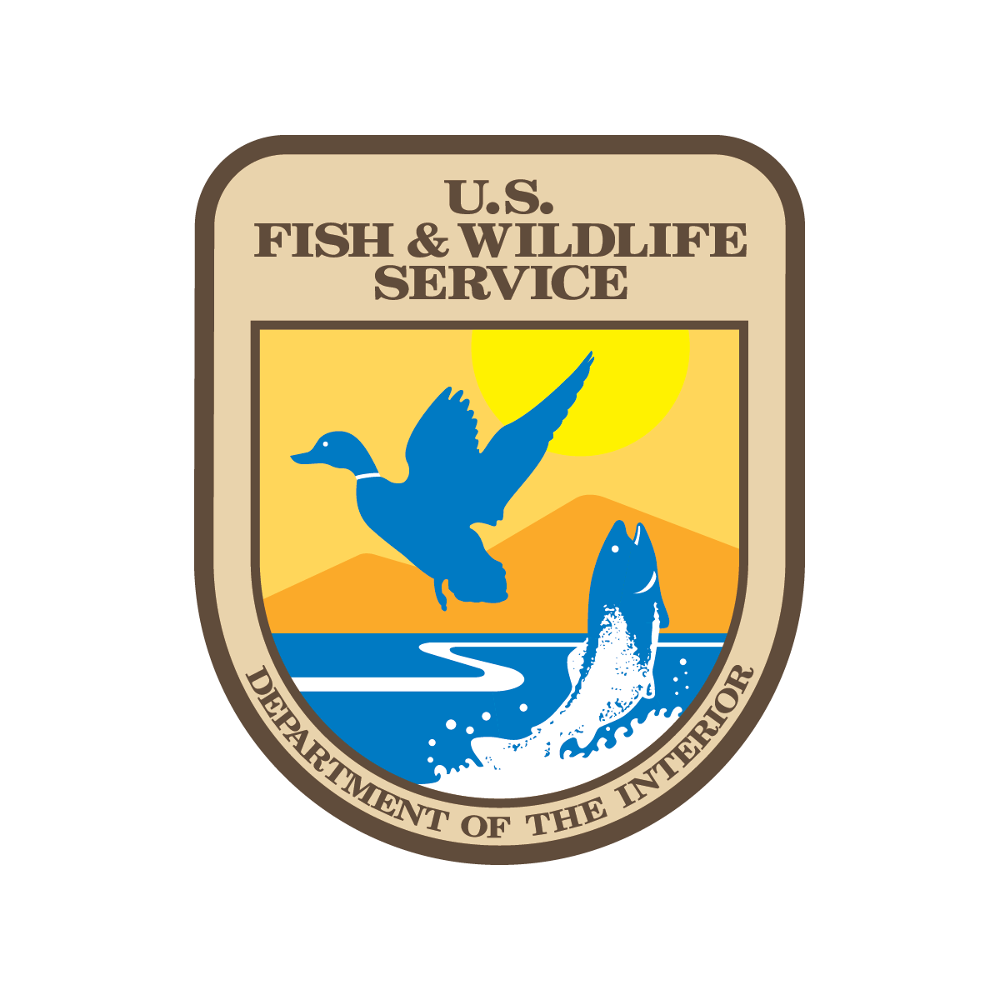 U.S.
FISH & WILDLIFE
SERVICE
DEPARTMENT OF THE INTERIOR